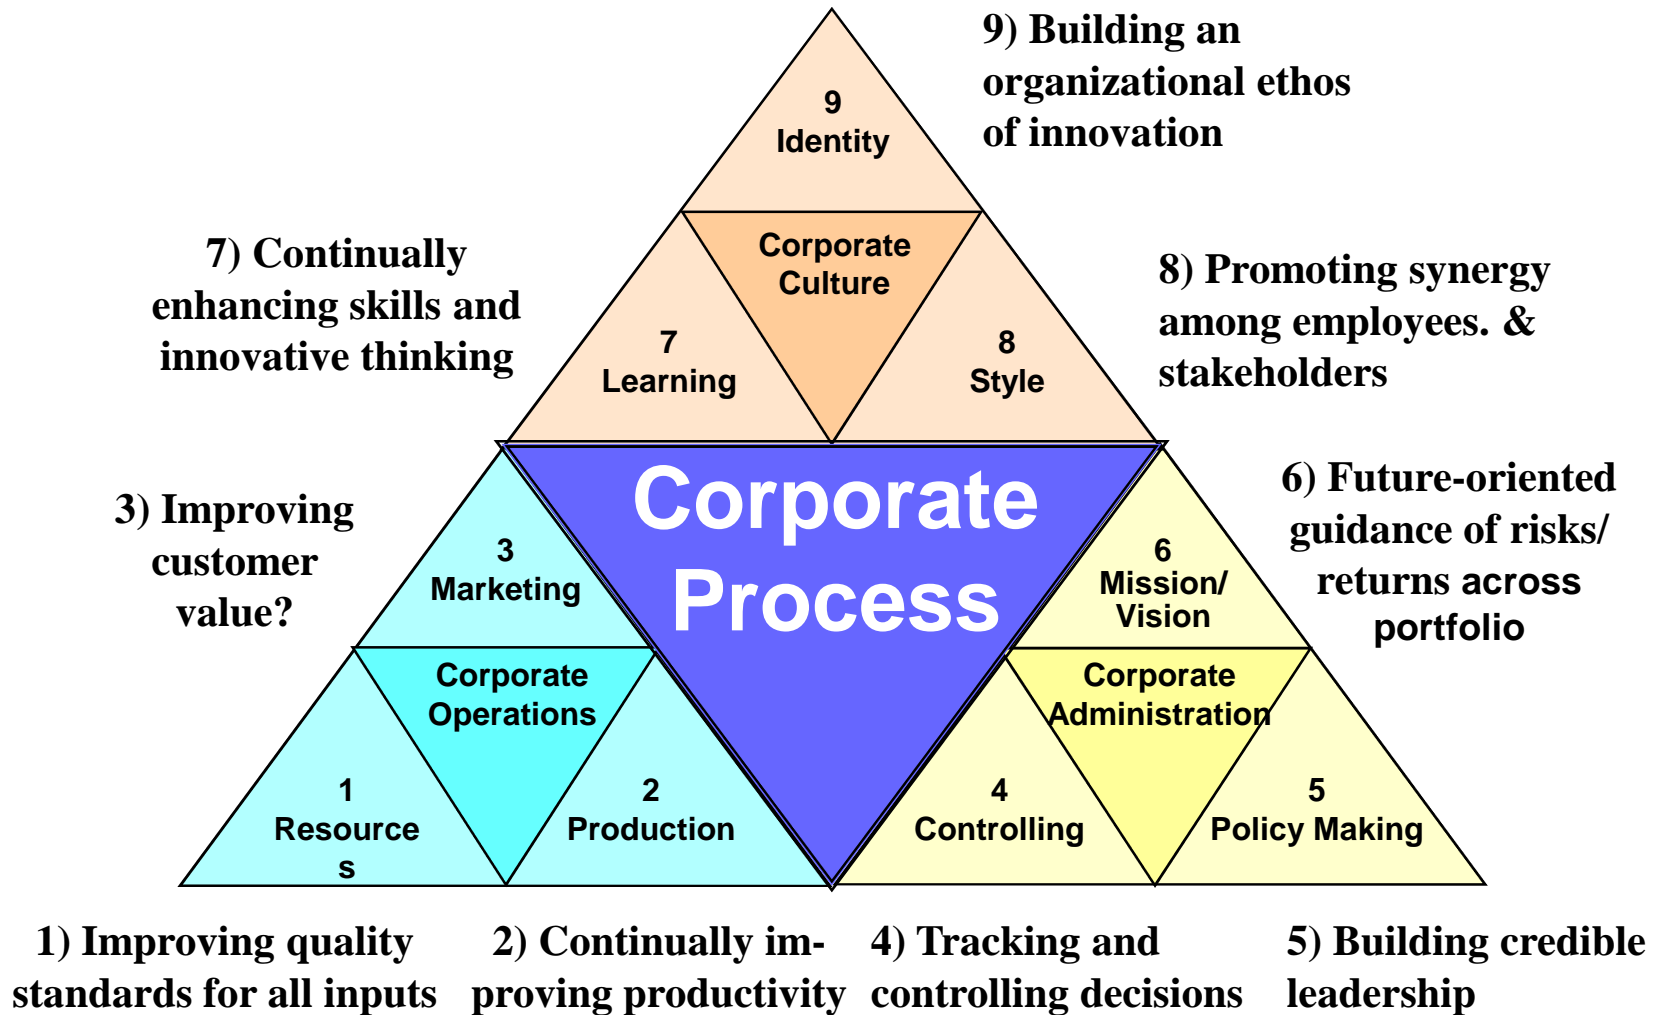 9) Building an
organizational ethos
of innovation
9
Identity
7) Continually
enhancing skills and
innovative thinking
Corporate
Culture
8) Promoting synergy
among employees. &
stakeholders
7
Learning
8
Style
Corporate
Process
3) Improving
customer
value?
3
Marketing
6
Mission/
Vision
6) Future-oriented
guidance of risks/
returns across
portfolio
Corporate
Operations
Corporate
Administration
1
Resource
s
2
Production
4
Controlling
5
Policy Making
1) Improving quality
standards for all inputs
2) Continually im-
proving productivity
4) Tracking and
controlling decisions
5) Building credible
leadership